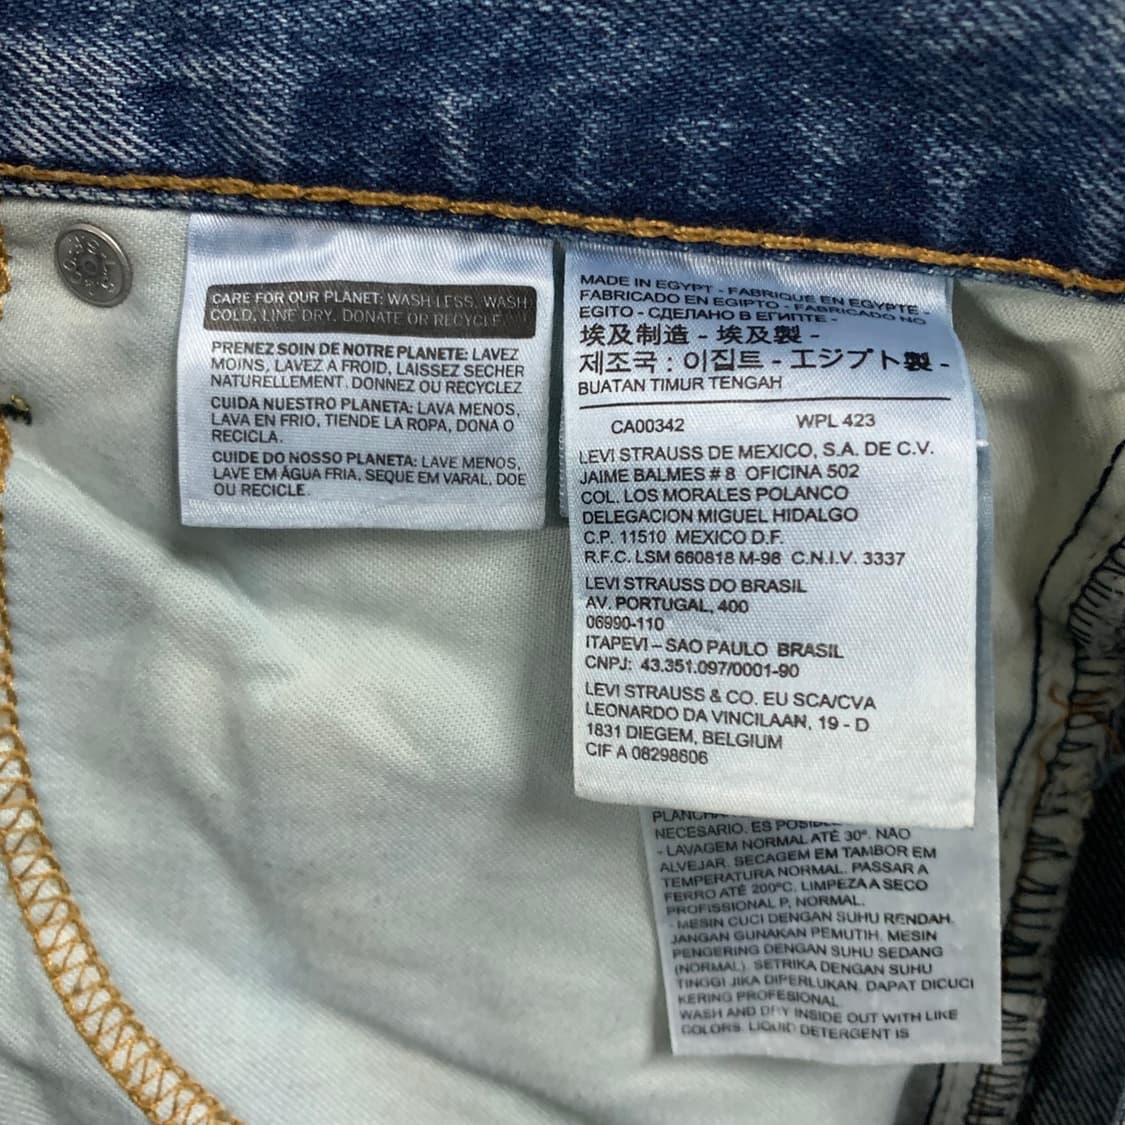 CARE FOR OUR PLANET: WASH LESS, WASH
COLD, LINE DRY, DONATE OR RECYCLE
PRENEZ SOIN DE NOTRE PLANETE: LAVEZ
MOINS, LAVEZ A FROID, LAISSEZ SECHER
NATURELLEMENT. DONNEZ OU RECYCLEZ
CUIDA NUESTRO PLANETA: LAVA MENOS,
LAVA EN FRIO, TIENDE LA ROPA, DONA O
RECICLA.
CUIDE DO NOSSO PLANETA: LAVE MENOS,
LAVE EM ÁGUA FRIA, SEQUE EM VARAL, DOE
OU RECICLE.
MADE IN EGYPT - FABRIQUE EN EGYPTE -
FABRICADO EN EGIPTO - FABRICADO NO
EGITO - СДЕЛАНО В ЕГИПТЕ -
埃及制造 - 埃及製 -
제조국 : 이집트 - エジプト製 -
BUATAN TIMUR TENGAH
CA00342 WPL 423
LEVI STRAUSS DE MEXICO, S.A. DE C.V.
JAIME BALMES # 8 OFICINA 502
COL. LOS MORALES POLANCO
DELEGACION MIGUEL HIDALGO
C.P. 11510 MEXICO D.F.
R.F.C. LSM 660818 M-98 C.N.I.V. 3337
LEVI STRAUSS DO BRASIL
AV. PORTUGAL, 400
06990-110
ITAPEVI – SAO PAULO BRASIL
CNPJ: 43.351.097/0001-90
LEVI STRAUSS & CO. EU SCA/CVA
LEONARDO DA VINCILAAN, 19 - D
1831 DIEGEM, BELGIUM
CIF A 08298606
NECESARIO. ES
- LAVAGEM NORMAL ATÉ 30°. NÃO
ALVEJAR. SECAGEM EM TAMBOR EM
TEMPERATURA NORMAL. PASSAR A
FERRO ATÉ 200ºC. LIMPEZA A SECO
PROFISSIONAL P, NORMAL.
- MESIN CUCI DENGAN SUHU RENDAH.
JANGAN GUNAKAN PEMUTIH. MESIN
PENGERING DENGAN SUHU SEDANG
(NORMAL). SETRIKA DENGAN SUHU
TINGGI JIKA DIPERLUKAN. DAPAT DICUCI
KERING PROFESIONAL.
WASH AND DRY INSIDE OUT WITH LIKE
COLORS. LIQUID DETERGENT IS